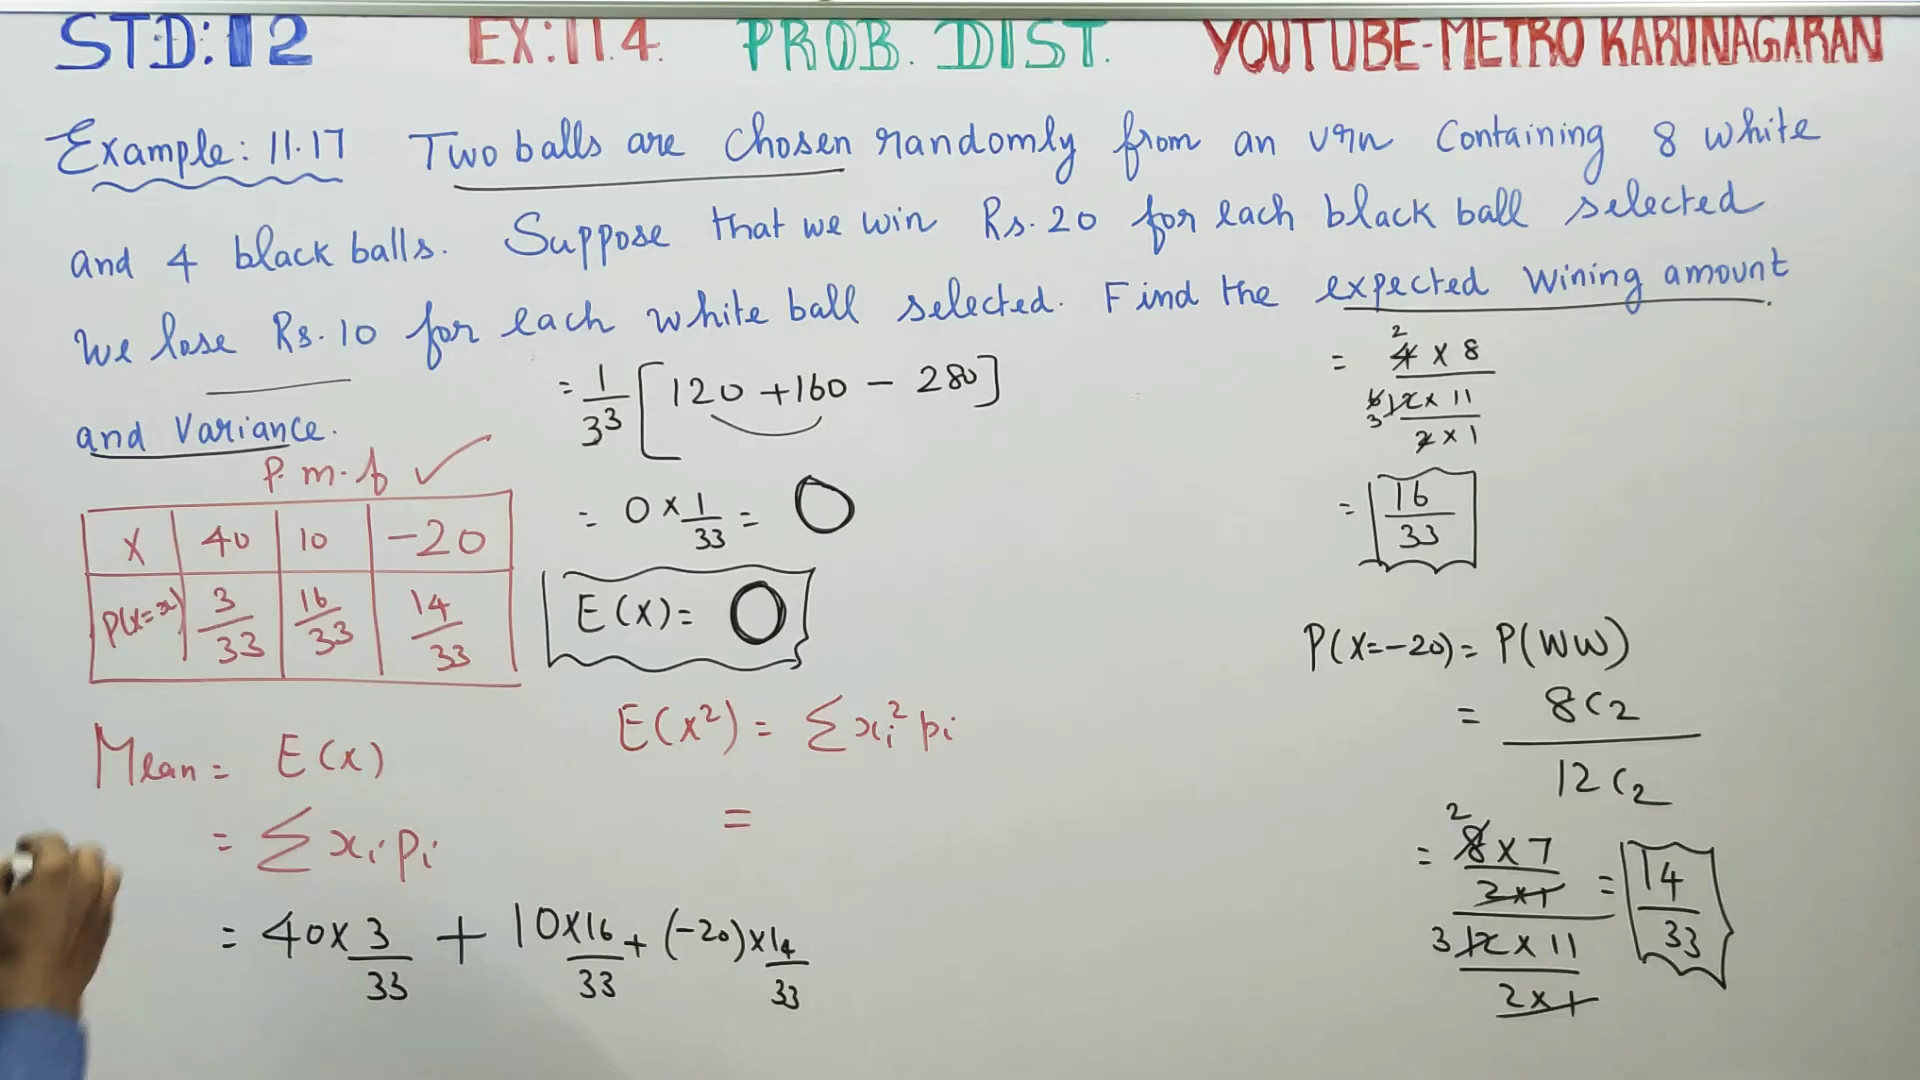 STD:12 EX:11.4. PROB. DIST. YOUTUBE-METRO KARUNAGARAN
Example: 11.17 Two balls are chosen randomly from an urn containing 8 white
and 4 black balls. Suppose that we win Rs.20 for each black ball selected
We lose Rs.10 for each white ball selected. Find the expected wining amount
and Variance.
P.m.f ✓
X 40 10 -20
P(X=x) 3/33 16/33 14/33
Mean = E(x)
= Σ xi pi
= 40 × 3/33 + 10×16/33 + (-20)×14/33
= 1/33 [120 + 160 - 280]
= 0 × 1/33 = 0
E(X) = 0
E(x²) = Σ xi² pi
=
= 4 × 8 / 12 × 11 / 2 × 1
2
6
3
= 16/33
P(X=-20) = P(WW)
= 8C2 / 12C2
= 8×7 / 2×1 / 12 × 11 / 2×1 = 14/33
2
3